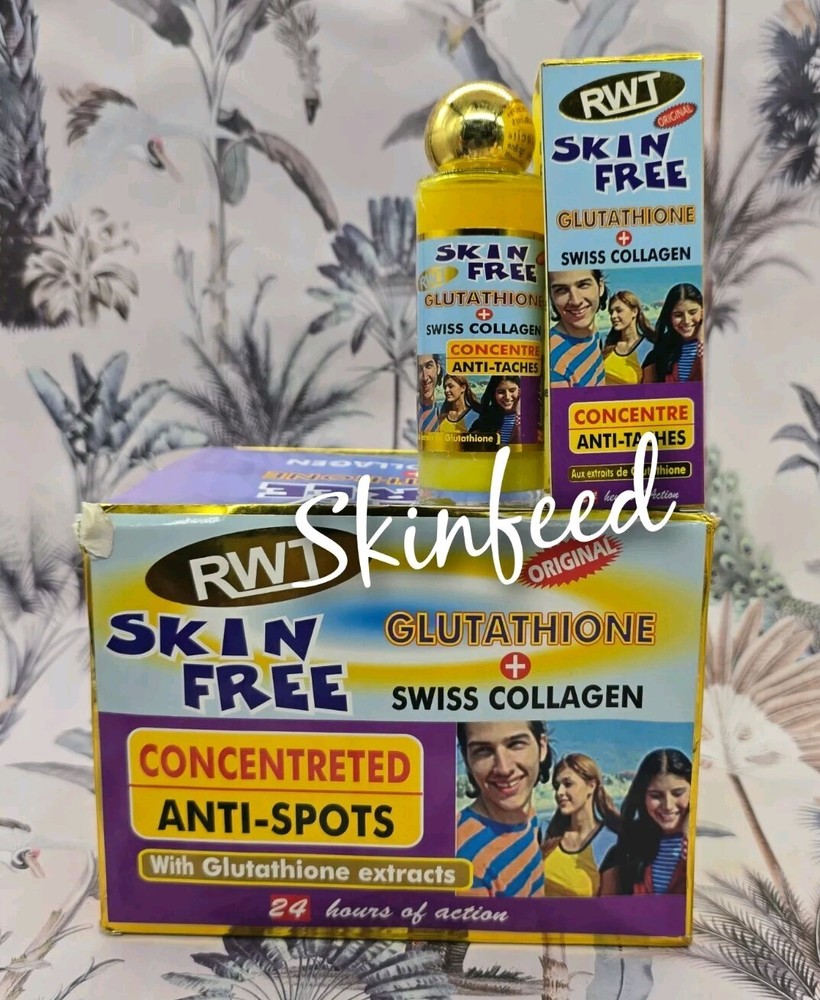 RWT
ORIGINAL
SKIN
FREE
GLUTATHIONE
+
SWISS COLLAGEN
CONCENTRE
ANTI-TACHES
Aux extraits de Glutathione
SKIN
FREE
RWT
GLUTATHIONE
+
SWISS COLLAGEN
CONCENTRE
ANTI-TACHES
Glutathione
Skinfeed
RWT
ORIGINAL
SKIN
FREE
GLUTATHIONE
+
SWISS COLLAGEN
CONCENTRETED
ANTI-SPOTS
With Glutathione extracts
24 hours of action